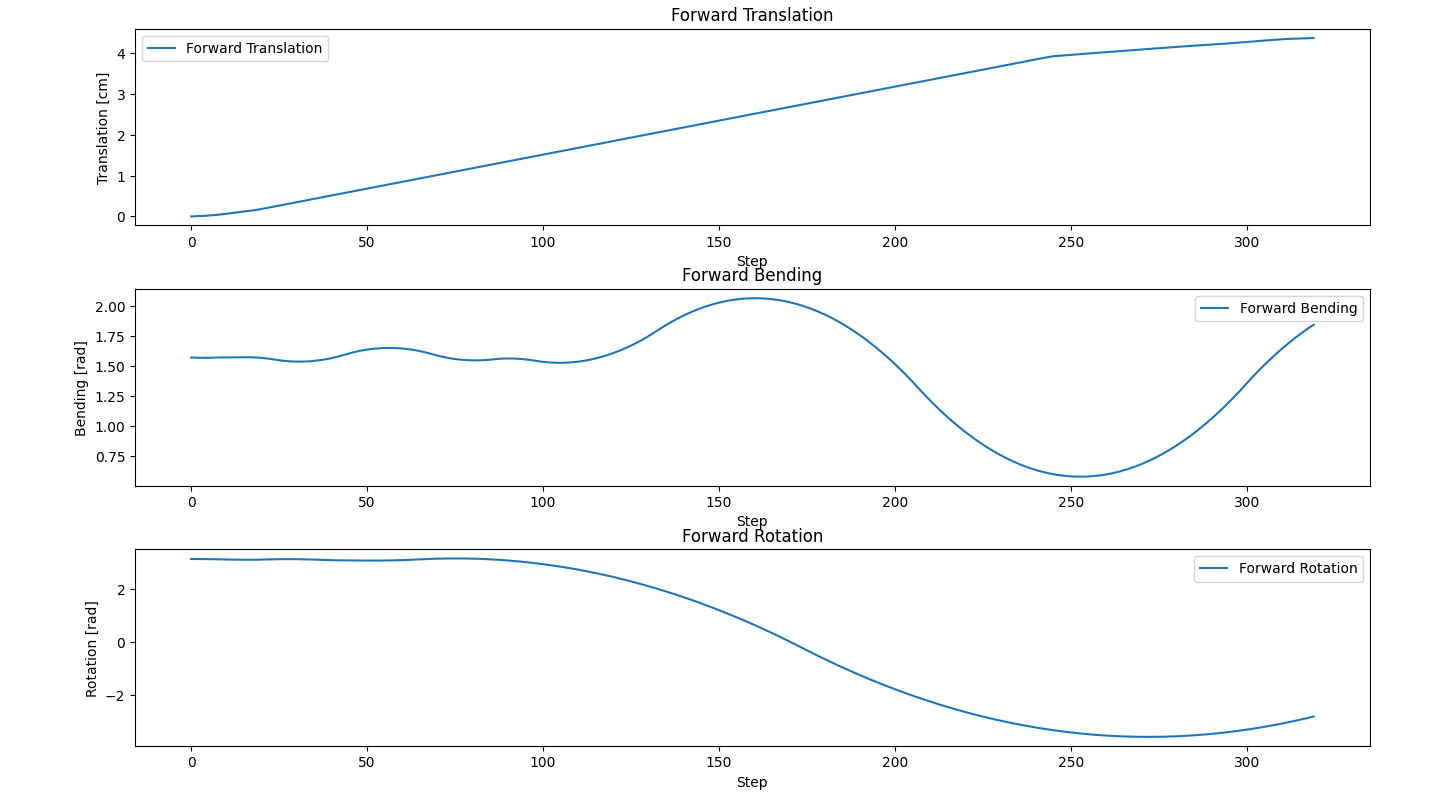 Forward Translation
Forward Translation
Translation [cm]
4
3
2
1
0
0 50 100 150 200 250 300
Step
Forward Bending
Forward Bending
Bending [rad]
2.00
1.75
1.50
1.25
1.00
0.75
0 50 100 150 200 250 300
Step
Forward Rotation
Forward Rotation
Rotation [rad]
2
0
−2
0 50 100 150 200 250 300
Step